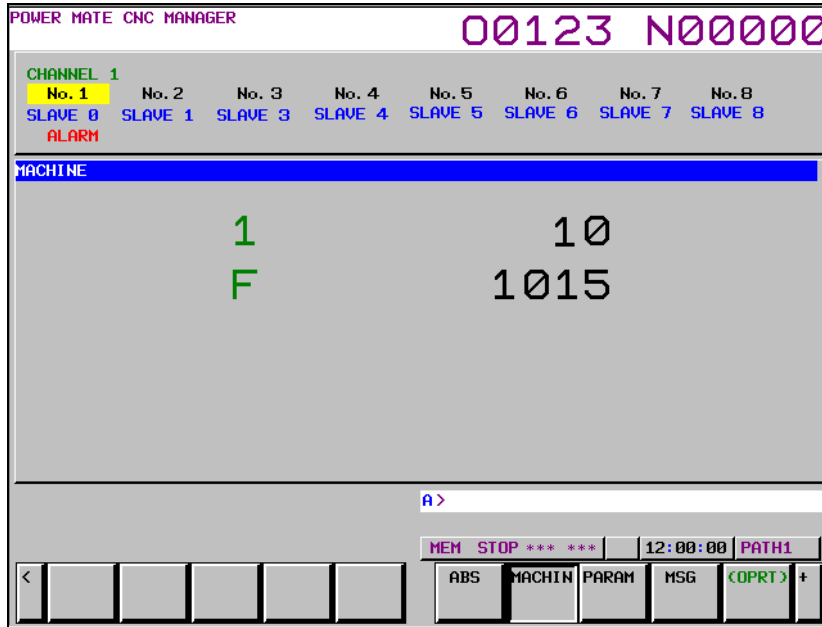 POWER MATE CNC MANAGER
O0123 N00000
CHANNEL 1
No.1 No.2 No.3 No.4 No.5 No.6 No.7 No.8
SLAVE 0 SLAVE 1 SLAVE 3 SLAVE 4 SLAVE 5 SLAVE 6 SLAVE 7 SLAVE 8
ALARM
MACHINE
1 10
F 1015
A>
MEM STOP *** *** 12:00:00 PATH1
< ABS MACHIN PARAM MSG (OPRT) +